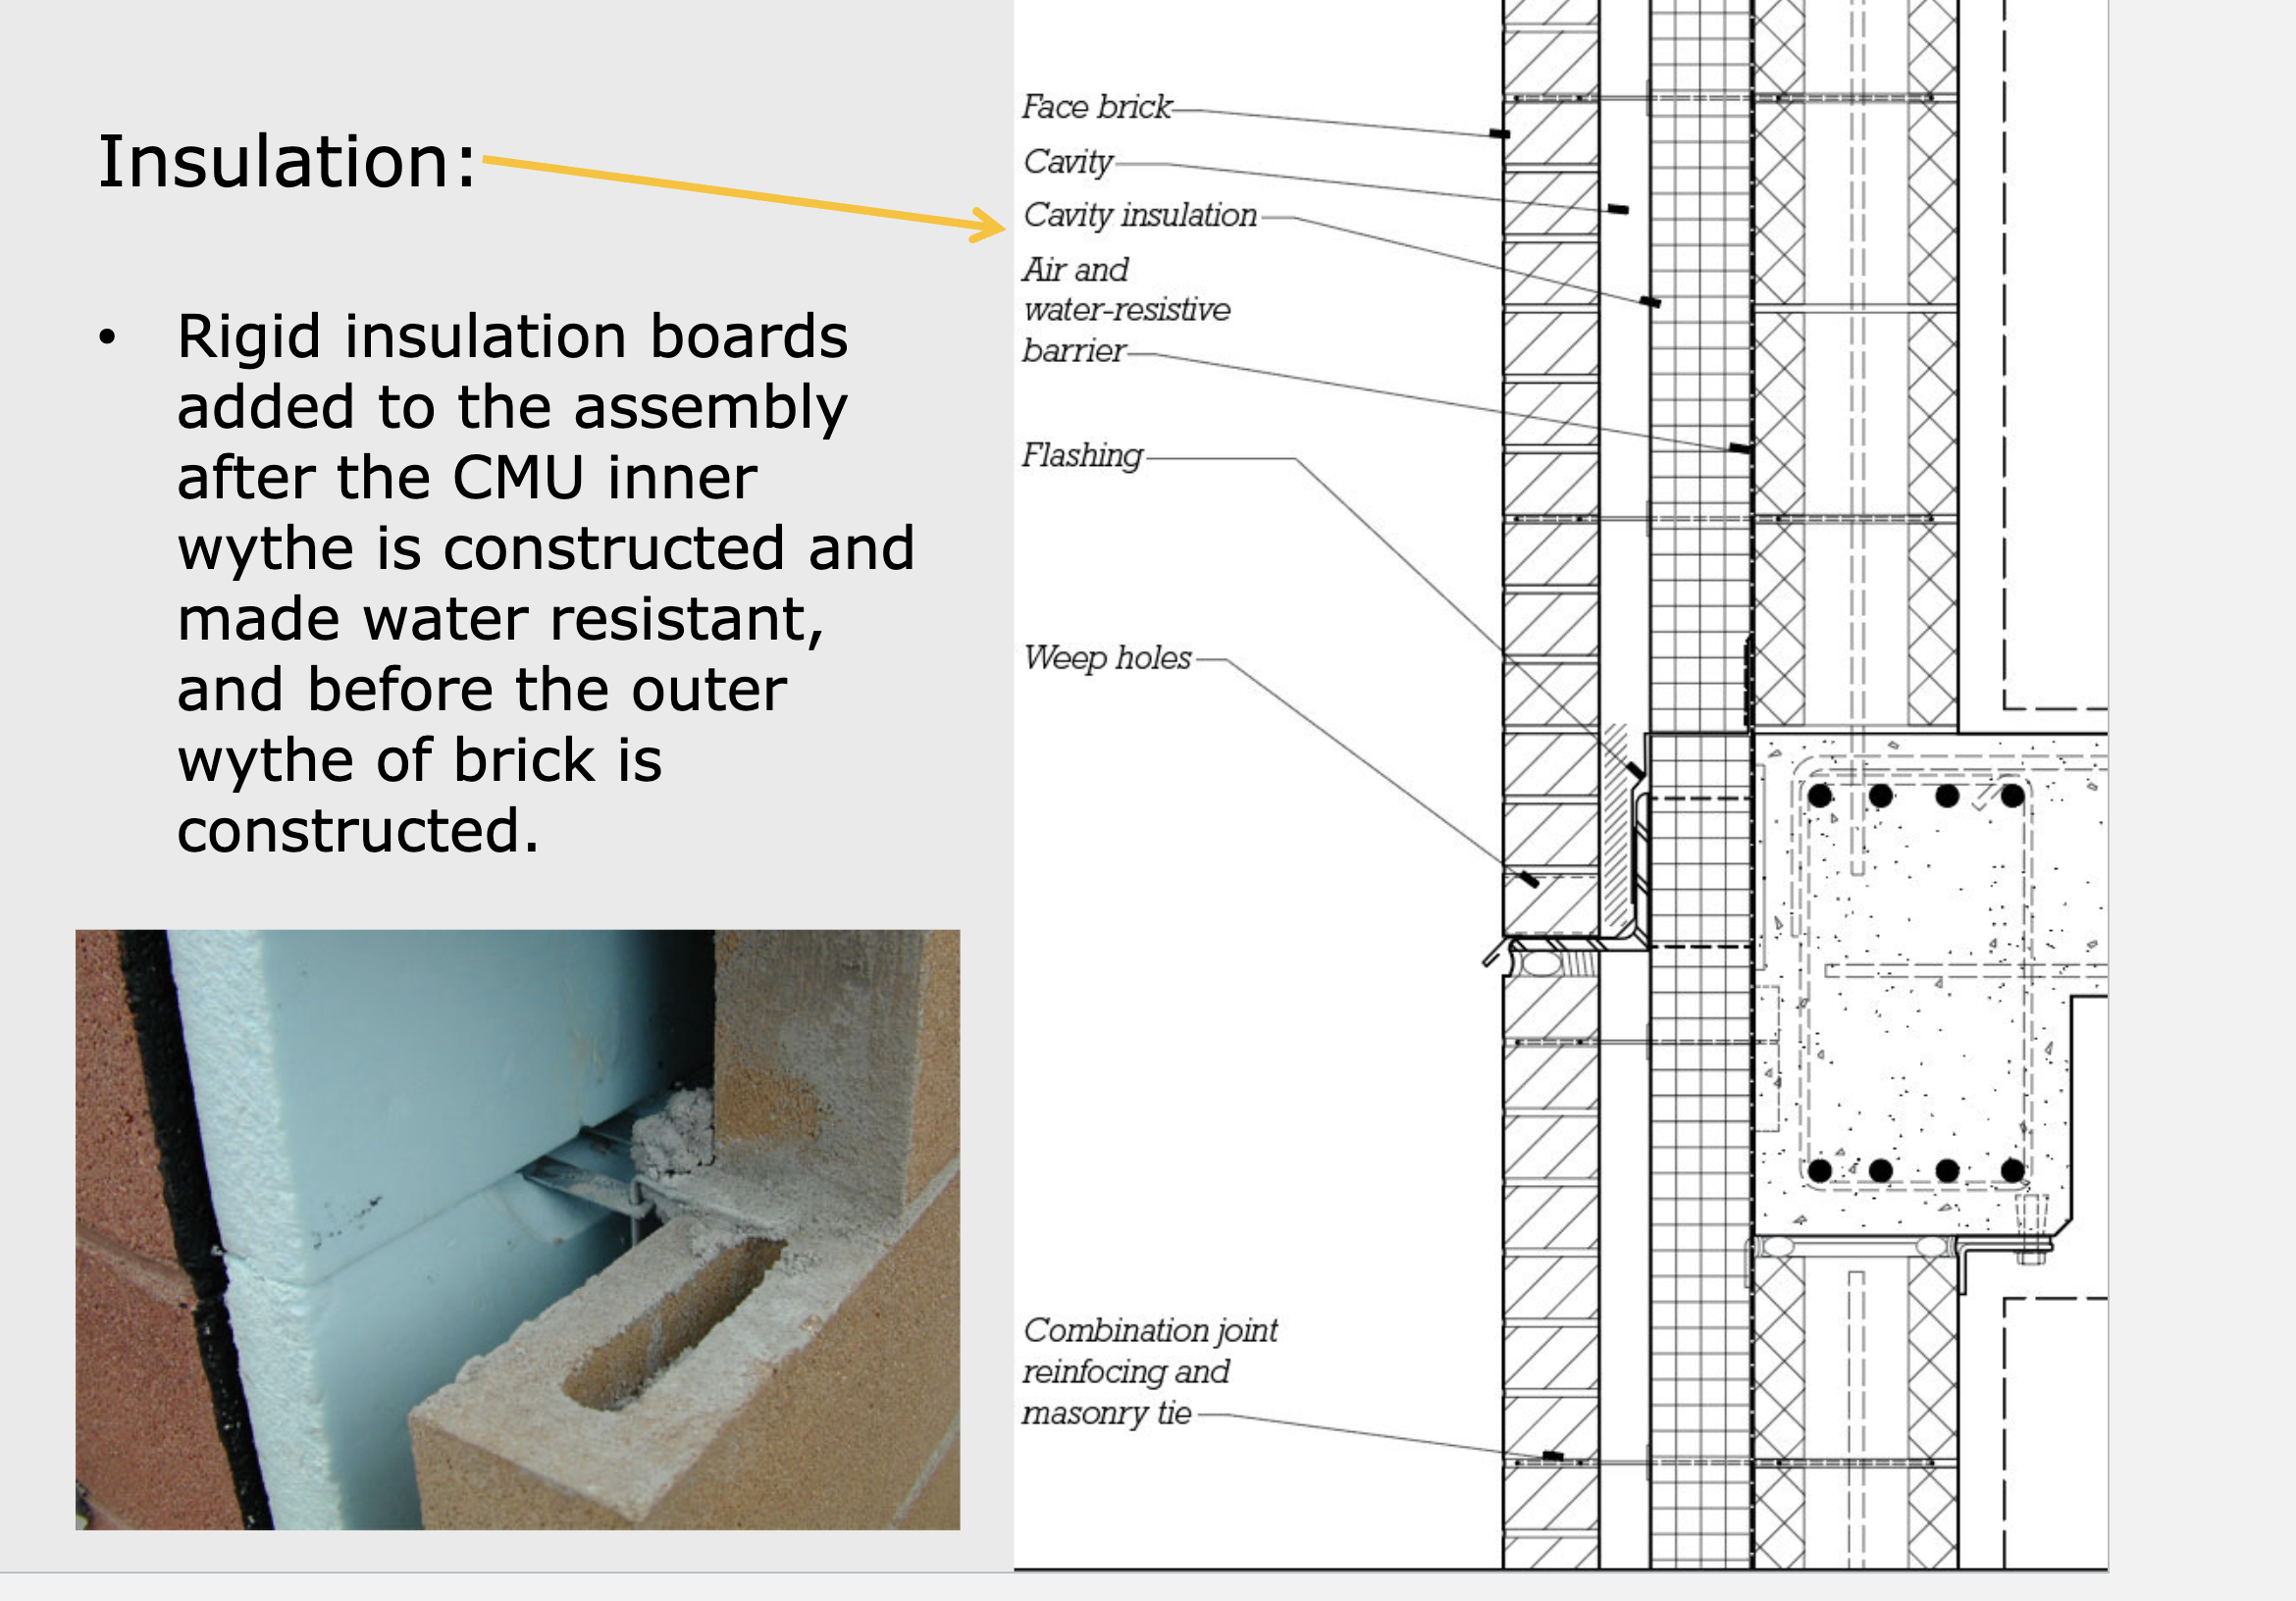 Insulation:
• Rigid insulation boards
added to the assembly
after the CMU inner
wythe is constructed and
made water resistant,
and before the outer
wythe of brick is
constructed.
Face brick
Cavity
Cavity insulation
Air and
water-resistive
barrier
Flashing
Weep holes
Combination joint
reinfocing and
masonry tie